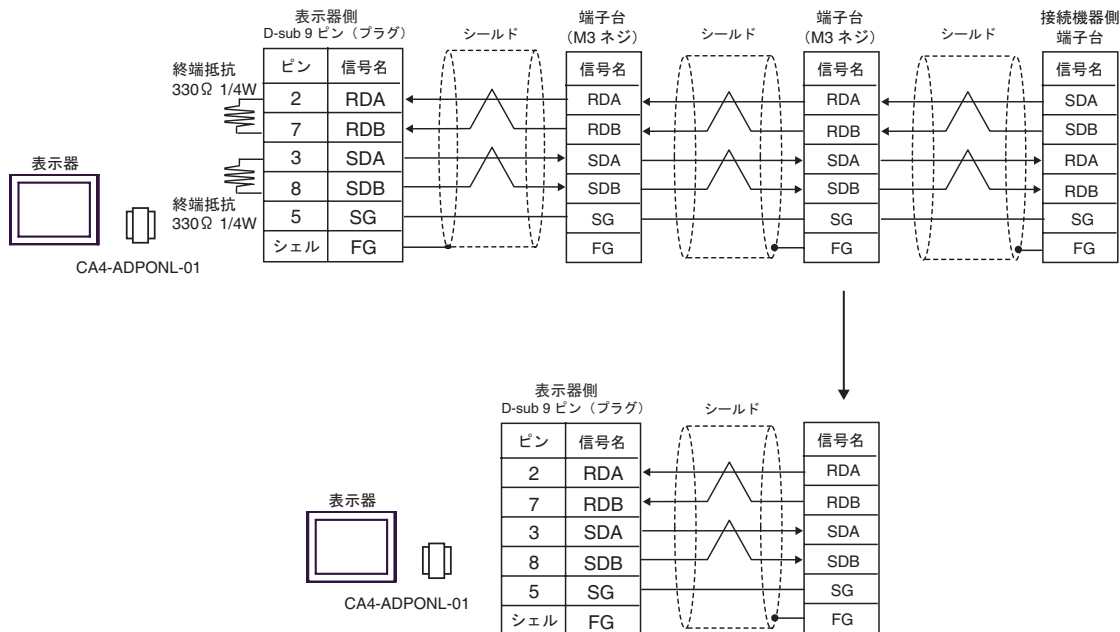 表示器側
D-sub 9 ピン（プラグ）
シールド
端子台
（M3 ネジ）
シールド
端子台
（M3 ネジ）
シールド
接続機器側
端子台
終端抵抗
330Ω 1/4W
ピン 信号名
2 RDA
7 RDB
3 SDA
8 SDB
5 SG
シェル FG
終端抵抗
330Ω 1/4W
表示器
CA4-ADPONL-01
信号名
RDA
RDB
SDA
SDB
SG
FG
信号名
RDA
RDB
SDA
SDB
SG
FG
信号名
SDA
SDB
RDA
RDB
SG
FG
表示器側
D-sub 9 ピン（プラグ）
シールド
表示器
CA4-ADPONL-01
ピン 信号名
2 RDA
7 RDB
3 SDA
8 SDB
5 SG
シェル FG
信号名
RDA
RDB
SDA
SDB
SG
FG